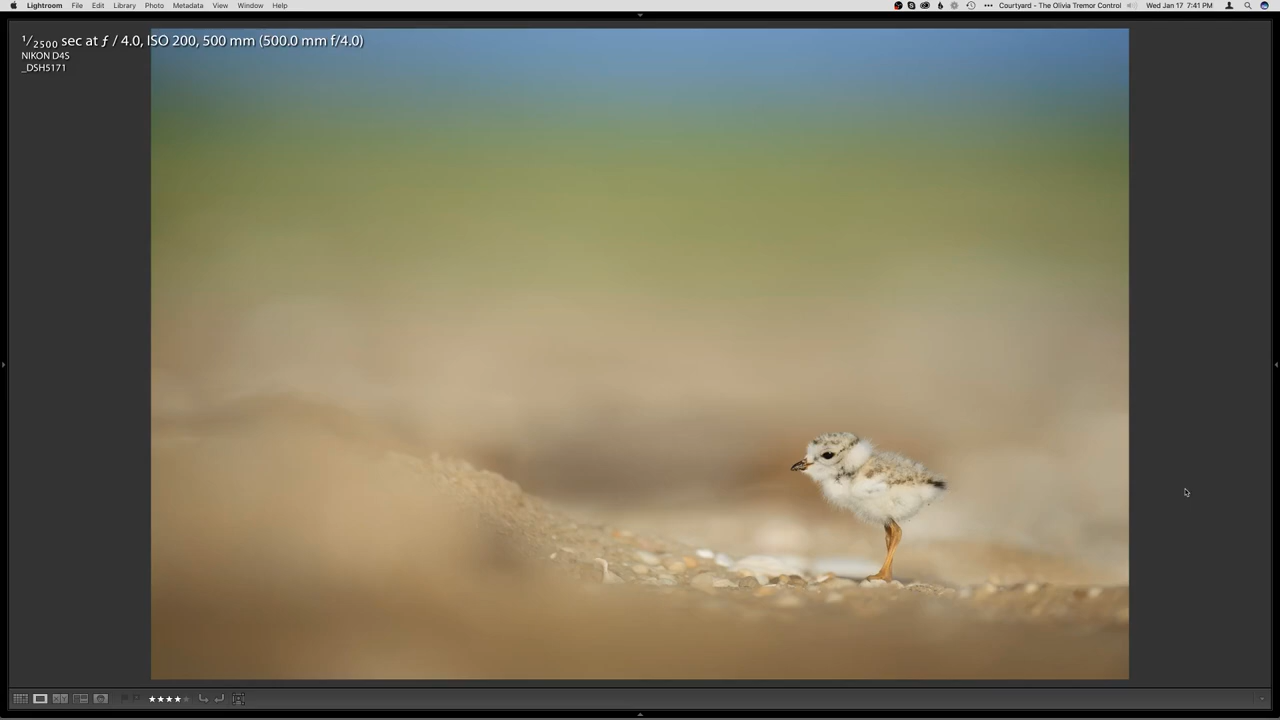 Lightroom File Edit Library Photo Metadata View Window Help Courtyard - The Olivia Tremor Control Wed Jan 17 7:41 PM
1/2500 sec at ƒ / 4.0, ISO 200, 500 mm (500.0 mm f/4.0)
NIKON D4S
_DSH5171